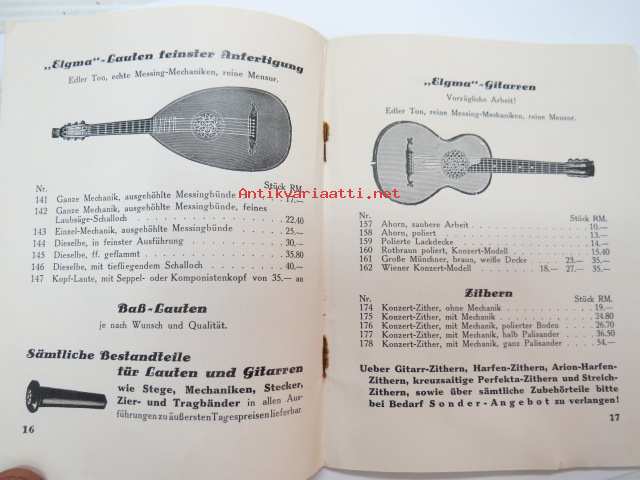 „Elgma“-Lauten feinster Anfertigung
Edler Ton, echte Messing-Mechaniken, reine Mensur.
Nr. Stück RM.
141 Ganze Mechanik, ausgehöhlte Messingbünde 17.—
142 Ganze Mechanik, ausgehöhlte Messingbünde, feines
Laubsäge-Schalloch 22.40
143 Einzel-Mechanik, ausgehöhlte Messingbünde 25.—
144 Dieselbe, in feinster Ausführung 30.—
145 Dieselbe, ff. geflammt 35.80
146 Dieselbe, mit tiefliegendem Schalloch 40.—
147 Kopf-Laute, mit Seppel- oder Komponistenkopf von 35.— an
Baß-Lauten
je nach Wunsch und Qualität.
Sämtliche Bestandteile
für Lauten und Gitarren
wie Stege, Mechaniken, Stecker,
Zier- und Tragbänder in allen Aus-
führungen zu äußersten Tagespreisen lieferbar
16
„Elgma“-Gitarren
Vorzügliche Arbeit!
Edler Ton, reine Messing-Mechaniken, reine Mensur.
Nr. Stück RM.
157 Ahorn, saubere Arbeit 10.—
158 Ahorn, poliert 13.—
159 Polierte Lackdecke 14.—
160 Rotbraun poliert, Konzert-Modell 15.40
161 Große Münchner, braun, weiße Decke 23.— 35.—
162 Wiener Konzert-Modell 18.— 27.— 35.—
Zithern
Nr. Stück RM.
174 Konzert-Zither, ohne Mechanik 19.—
175 Konzert-Zither, mit Mechanik 24.80
176 Konzert-Zither, mit Mechanik, polierter Boden 26.70
177 Konzert-Zither, mit Mechanik, halb Palisander 36.50
178 Konzert-Zither, mit Mechanik, ganz Palisander 54.—
Ueber Gitarr-Zithern, Harfen-Zithern, Arion-Harfen-
Zithern, kreuzsaitige Perfekta-Zithern und Streich-
Zithern, sowie über sämtliche Zubehörteile bitte
bei Bedarf Sonder-Angebot zu verlangen!
17
Antikvariaatti.net